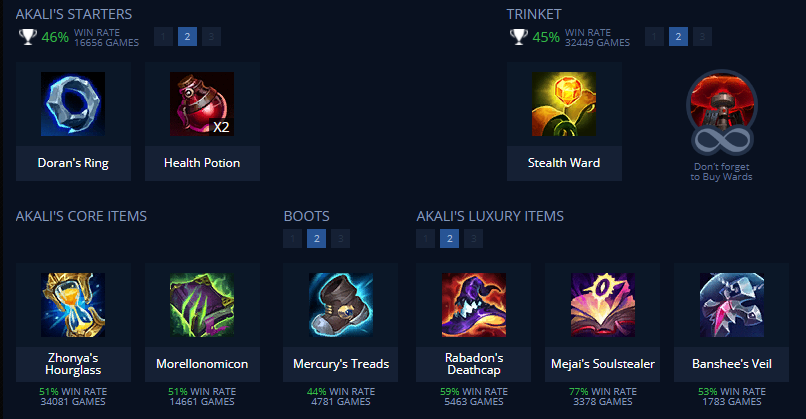 AKALI'S STARTERS
46% WIN RATE
16656 GAMES
1 2 3
TRINKET
45% WIN RATE
32449 GAMES
1 2 3
X2
Doran's Ring
Health Potion
Stealth Ward
Don't forget
to Buy Wards
AKALI'S CORE ITEMS
BOOTS
1 2 3
AKALI'S LUXURY ITEMS
1 2 3
Zhonya's
Hourglass
51% WIN RATE
34081 GAMES
Morellonomicon
51% WIN RATE
14661 GAMES
Mercury's Treads
44% WIN RATE
4781 GAMES
Rabadon's
Deathcap
59% WIN RATE
5463 GAMES
Mejai's Soulstealer
77% WIN RATE
3378 GAMES
Banshee's Veil
53% WIN RATE
1783 GAMES